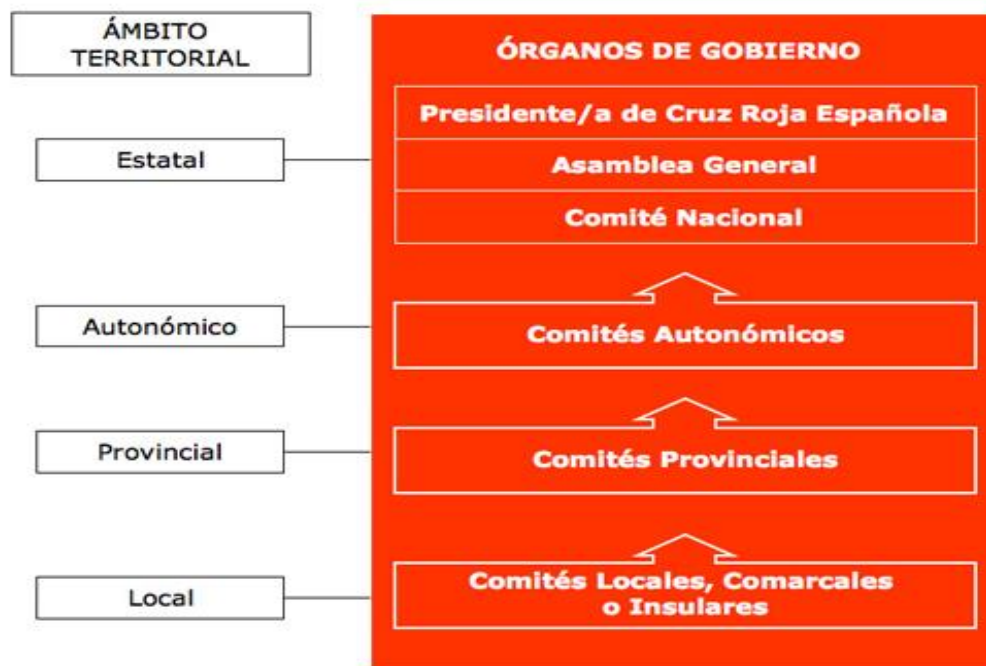 ÁMBITO
TERRITORIAL
ÓRGANOS DE GOBIERNO
Estatal
Presidente/a de Cruz Roja Española
Asamblea General
Comité Nacional
Autonómico
Comités Autonómicos
Provincial
Comités Provinciales
Local
Comités Locales, Comarcales
o Insulares